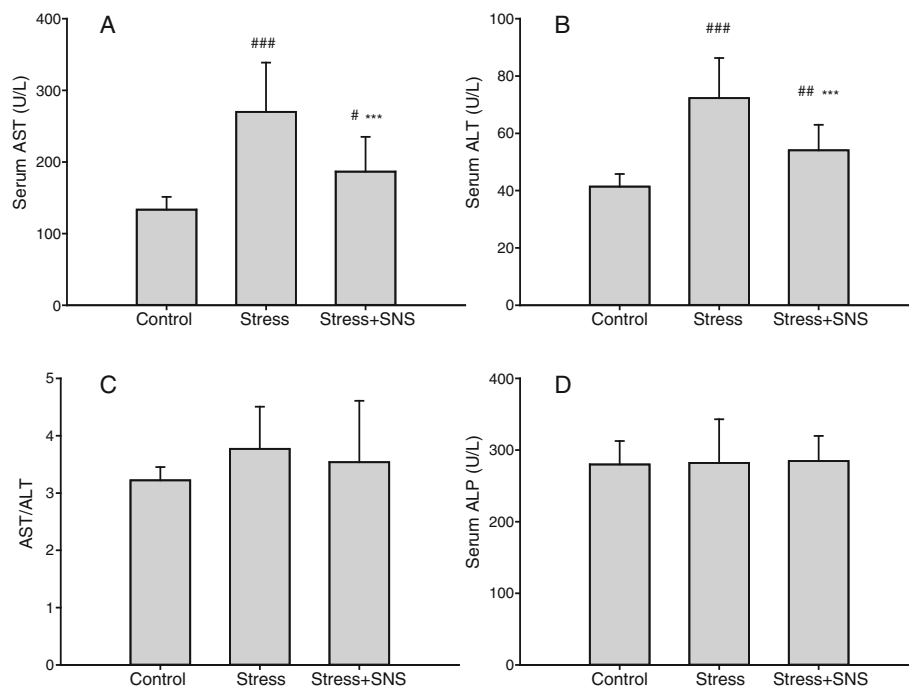 A
Serum AST (U/L)
400
300
200
100
0
###
# ***
Control Stress Stress+SNS
B
Serum ALT (U/L)
100
80
60
40
20
0
###
## ***
Control Stress Stress+SNS
C
AST/ALT
5
4
3
2
1
0
Control Stress Stress+SNS
D
Serum ALP (U/L)
400
300
200
100
0
Control Stress Stress+SNS